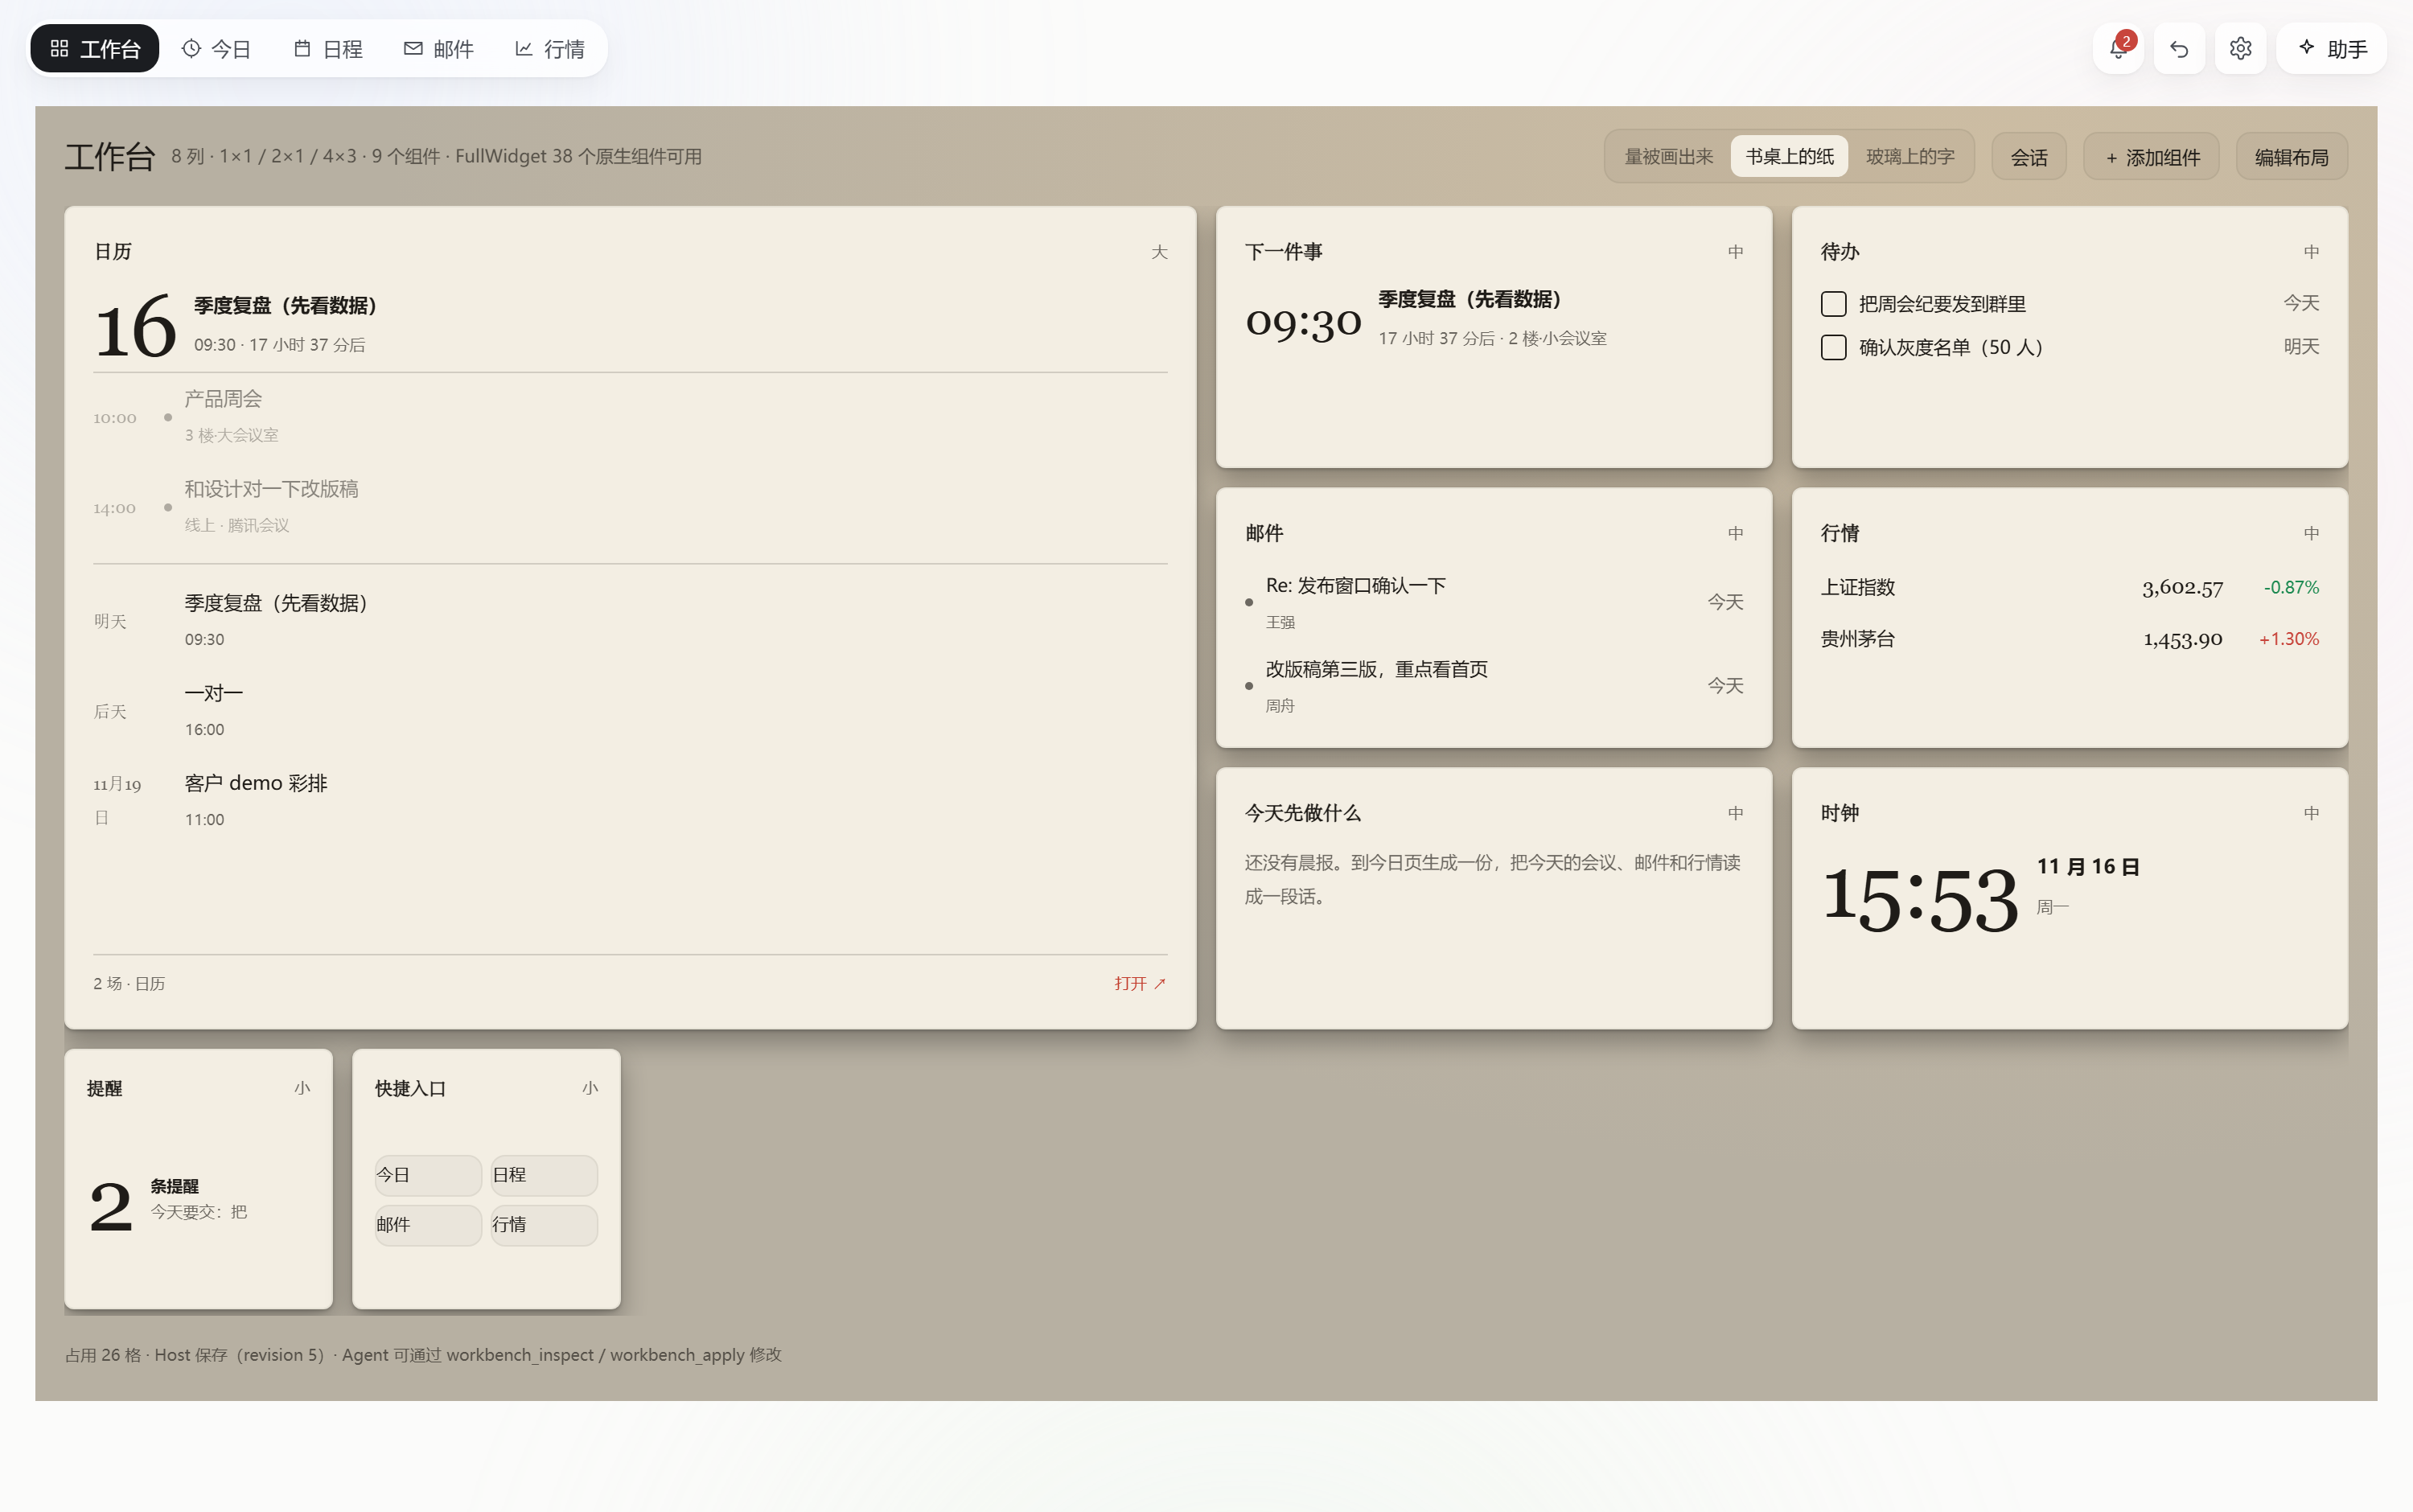 工作台
今日
日程
邮件
行情
2
助手
工作台
8 列 · 1×1 / 2×1 / 4×3 · 9 个组件 · FullWidget 38 个原生组件可用
量被画出来
书桌上的纸
玻璃上的字
会话
+ 添加组件
编辑布局
日历
大
16
季度复盘（先看数据）
09:30 · 17 小时 37 分后
10:00
产品周会
3 楼·大会议室
14:00
和设计对一下改版稿
线上 · 腾讯会议
明天
季度复盘（先看数据）
09:30
后天
一对一
16:00
11月19
日
客户 demo 彩排
11:00
2 场 · 日历
打开 ↗
下一件事
中
09:30
季度复盘（先看数据）
17 小时 37 分后 · 2 楼·小会议室
待办
中
把周会纪要发到群里
今天
确认灰度名单（50 人）
明天
邮件
中
Re: 发布窗口确认一下
王强
今天
改版稿第三版，重点看首页
周舟
今天
行情
中
上证指数
3,602.57
-0.87%
贵州茅台
1,453.90
+1.30%
今天先做什么
中
还没有晨报。到今日页生成一份，把今天的会议、邮件和行情读
成一段话。
时钟
中
15:53
11 月 16 日
周一
提醒
小
2
条提醒
今天要交：把
快捷入口
小
今日
日程
邮件
行情
占用 26 格 · Host 保存（revision 5）· Agent 可通过 workbench_inspect / workbench_apply 修改